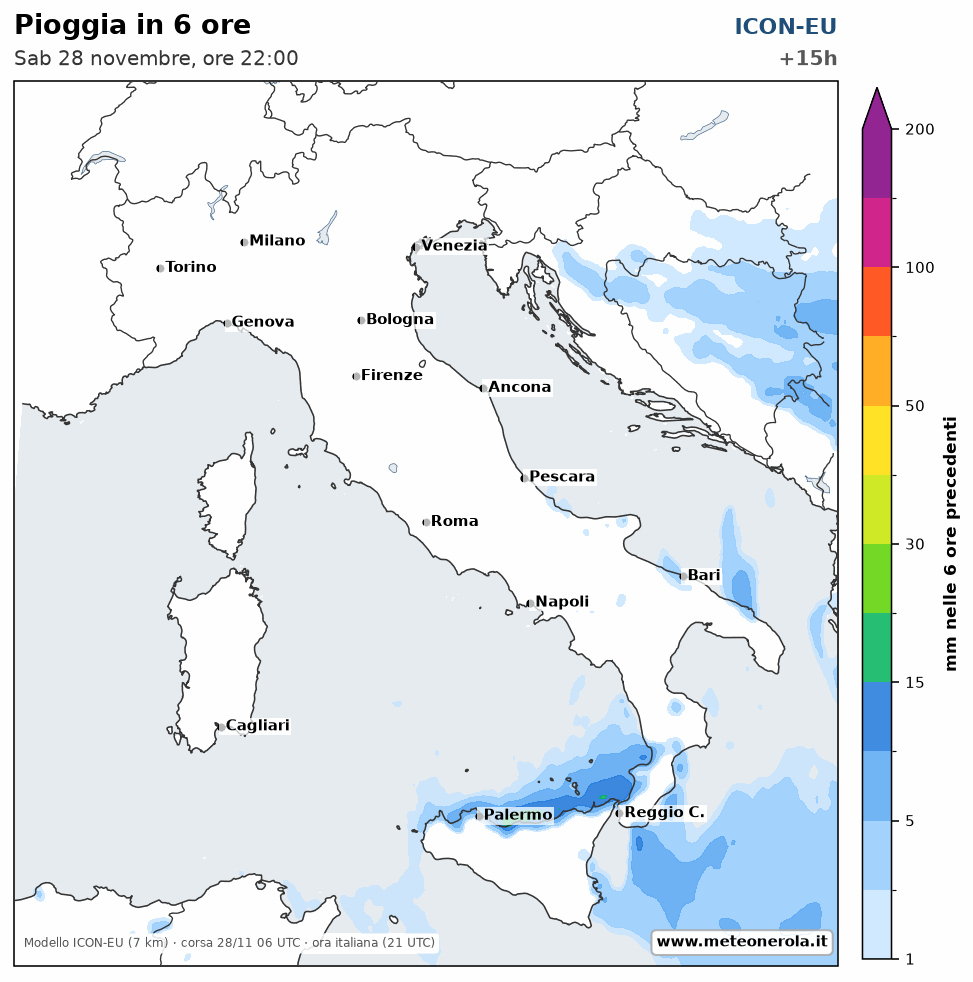 Pioggia in 6 ore
ICON-EU
Sab 28 novembre, ore 22:00
+15h
200
100
50
30
15
5
1
mm nelle 6 ore precedenti
Milano
Venezia
Torino
Genova
Bologna
Firenze
Ancona
Pescara
Roma
Bari
Napoli
Cagliari
Palermo
Reggio C.
Modello ICON-EU (7 km) · corsa 28/11 06 UTC · ora italiana (21 UTC)
www.meteonerola.it